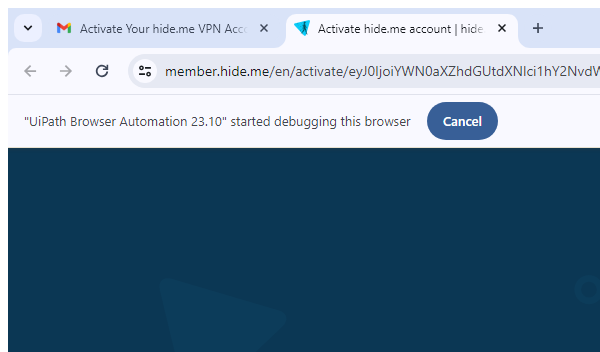 Activate Your hide.me VPN Acc
Activate hide.me account | hide
member.hide.me/en/activate/
"UiPath Browser Automation 23.10" started debugging this browser
Cancel